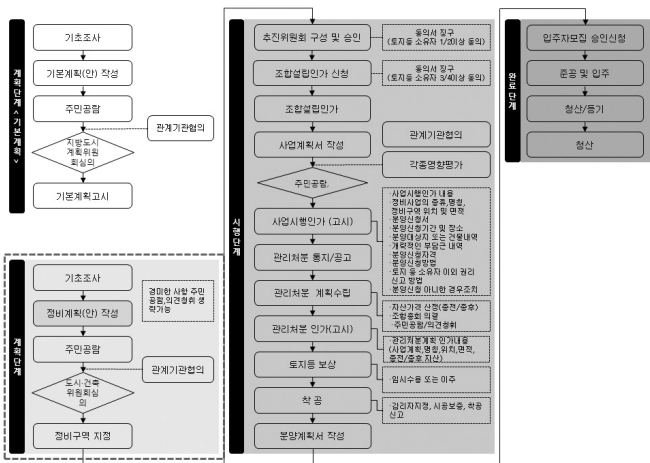 계획단계<기본계획>
기초조사
기본계획(안) 작성
주민공람
관계기관협의
지방도시
계획위원
회심의
기본계획고시
계획단계
기초조사
경미한 사항 주민
공람,의견청취 생
략가능
정비계획(안) 작성
주민공람
관계기관협의
도시·건축
위원회심
의
정비구역 지정
시행단계
추진위원회 구성 및 승인
동의서 징구
(토지등 소유자 1/2이상 동의)
조합설립인가 신청
동의서 징구
(토지등 소유자 3/4이상 동의)
조합설립인가
사업계획서 작성
관계기관협의
각종영향평가
주민공람.
사업시행인가 (고시)
·사업시행인가 내용
·정비사업의 종류,명칭,
정비구역 위치 및 면적
·분양신청서
·분양신청기간 및 장소
·분양대상지 또는 건물내역
·개략적인 부담금 내역
·분양신청자격
·분양신청방법
·토지 등 소유자 이외 권리
신고 방법
·분양신청 아니한 경우조치
관리처분 통지/공고
관리처분 계획수립
·자산가격 산정(종전/종후)
·조합총회 의결
·주민공람/의견청취
관리처분 인가(고시)
·관리처분계획 인가내용
(사업계획,명칭,위치,면적,
종전/종후 자산)
토지등 보상
·임시수용 또는 이주
착 공
·감리자지정, 시공보증, 착공
신고
분양계획서 작성
완료단계
입주자모집 승인신청
준공 및 입주
청산/등기
청산